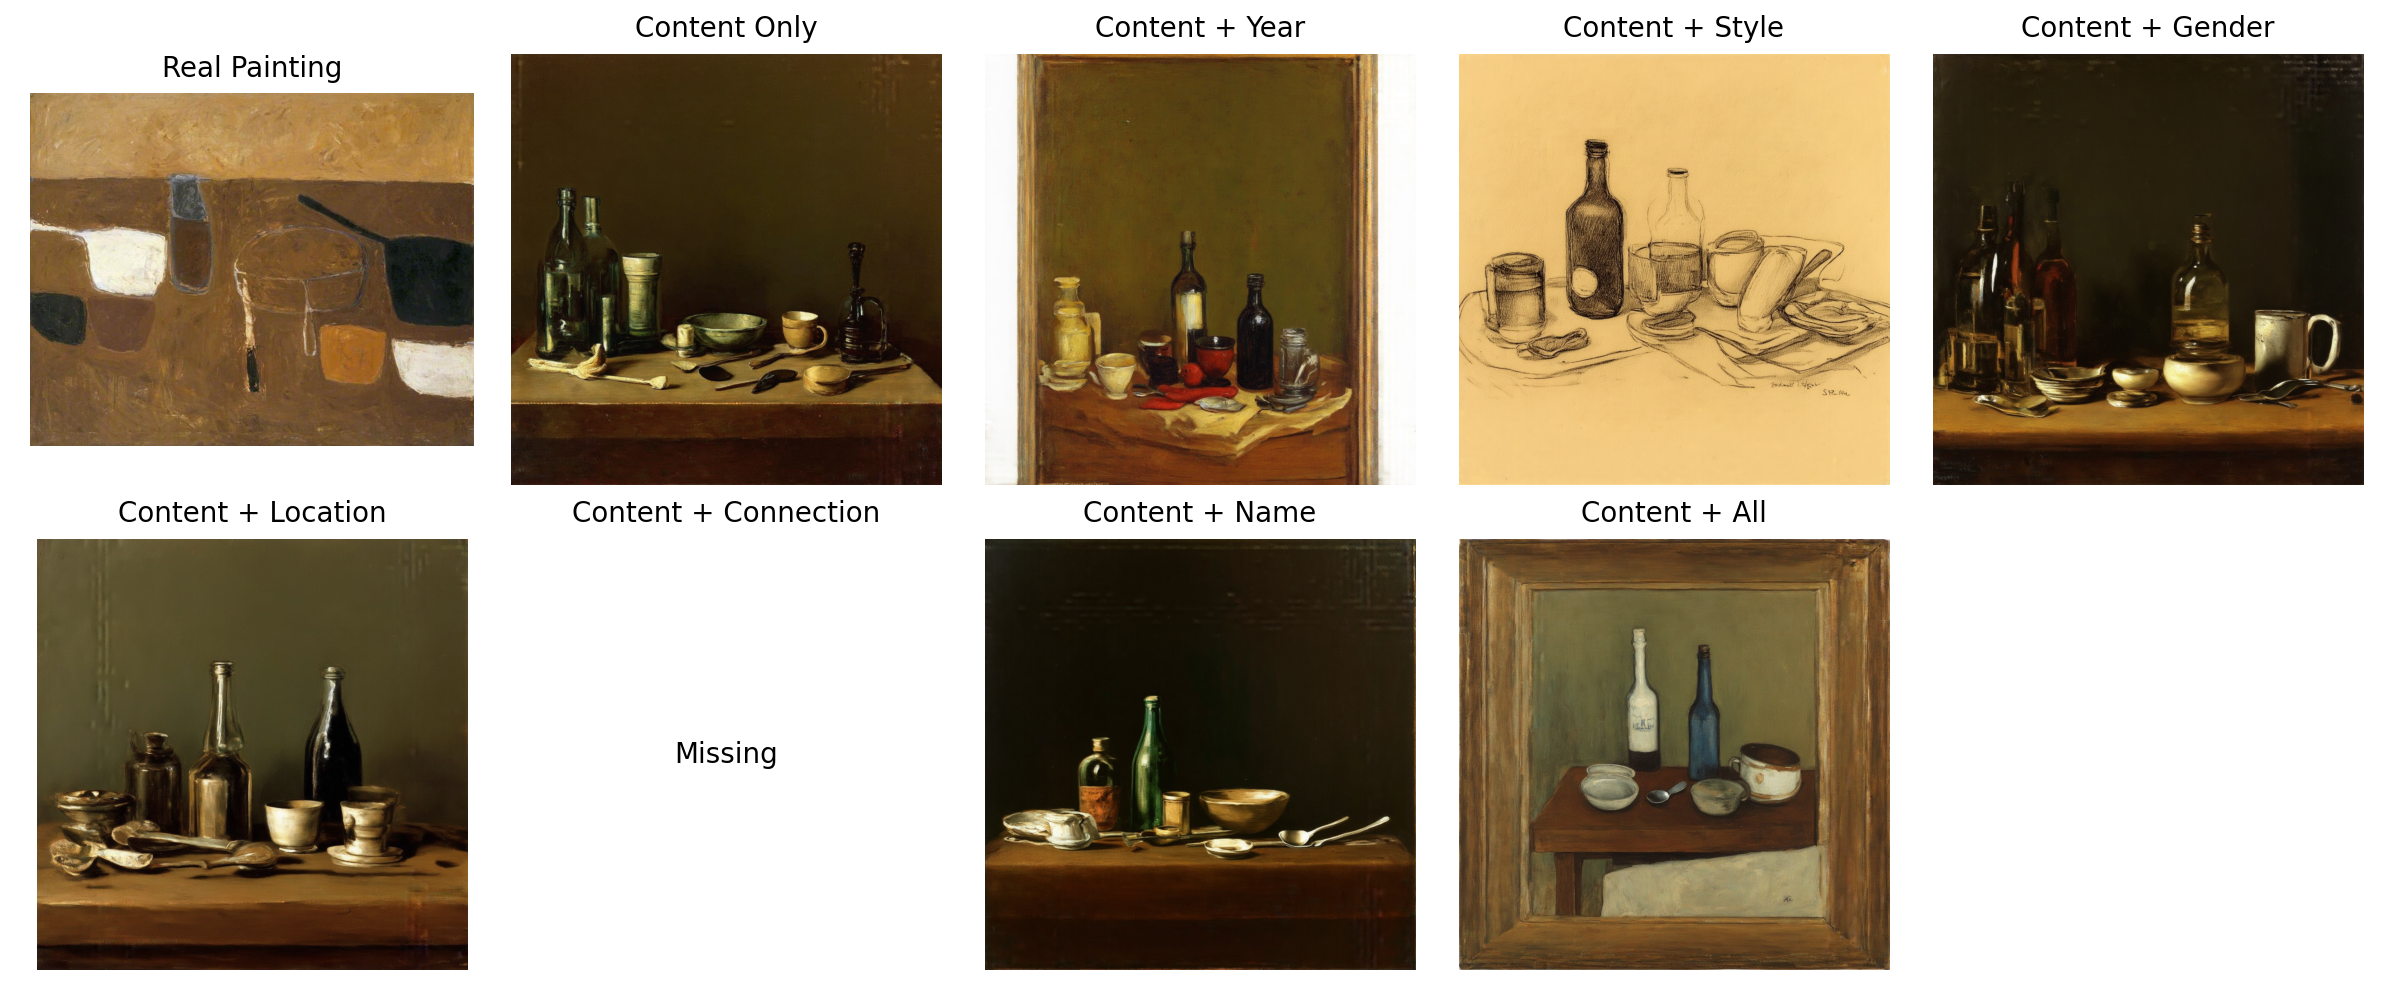 Real Painting
Content Only
Content + Year
Content + Style
Content + Gender
Content + Location
Content + Connection
Content + Name
Content + All
Missing